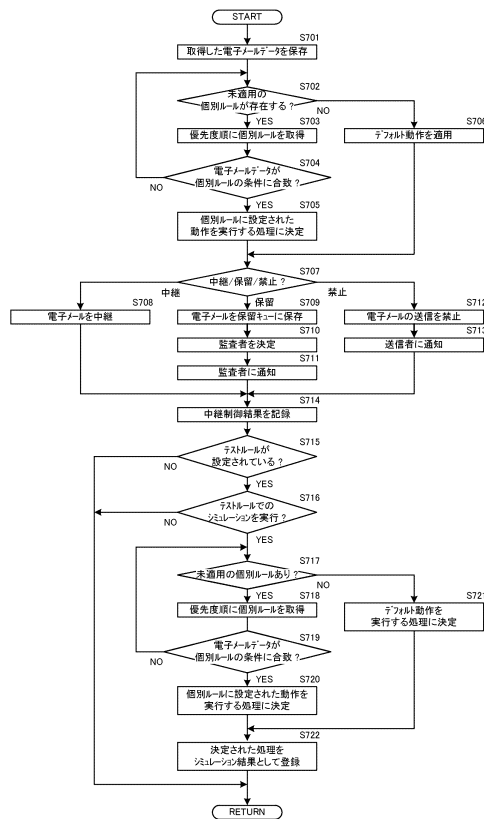 START
S701
取得した電子メールデータを保存
S702
未適用の
個別ルールが存在する？
NO
YES
S703
優先度順に個別ルールを取得
S706
デフォルト動作を適用
S704
電子メールデータが
個別ルールの条件に合致？
NO
YES
S705
個別ルールに設定された
動作を実行する処理に決定
S707
中継/保留/禁止？
中継
保留
禁止
S708
電子メールを中継
S709
電子メールを保留キューに保存
S710
監査者を決定
S711
監査者に通知
S712
電子メールの送信を禁止
S713
送信者に通知
S714
中継制御結果を記録
S715
テストルールが
設定されている？
NO
YES
S716
テストルールでの
シミュレーションを実行？
NO
YES
S717
未適用の個別ルールあり？
NO
YES
S718
優先度順に個別ルールを取得
S721
デフォルト動作を
実行する処理に決定
S719
電子メールデータが
個別ルールの条件に合致？
NO
YES
S720
個別ルールに設定された動作を
実行する処理に決定
S722
決定された処理を
シミュレーション結果として登録
RETURN